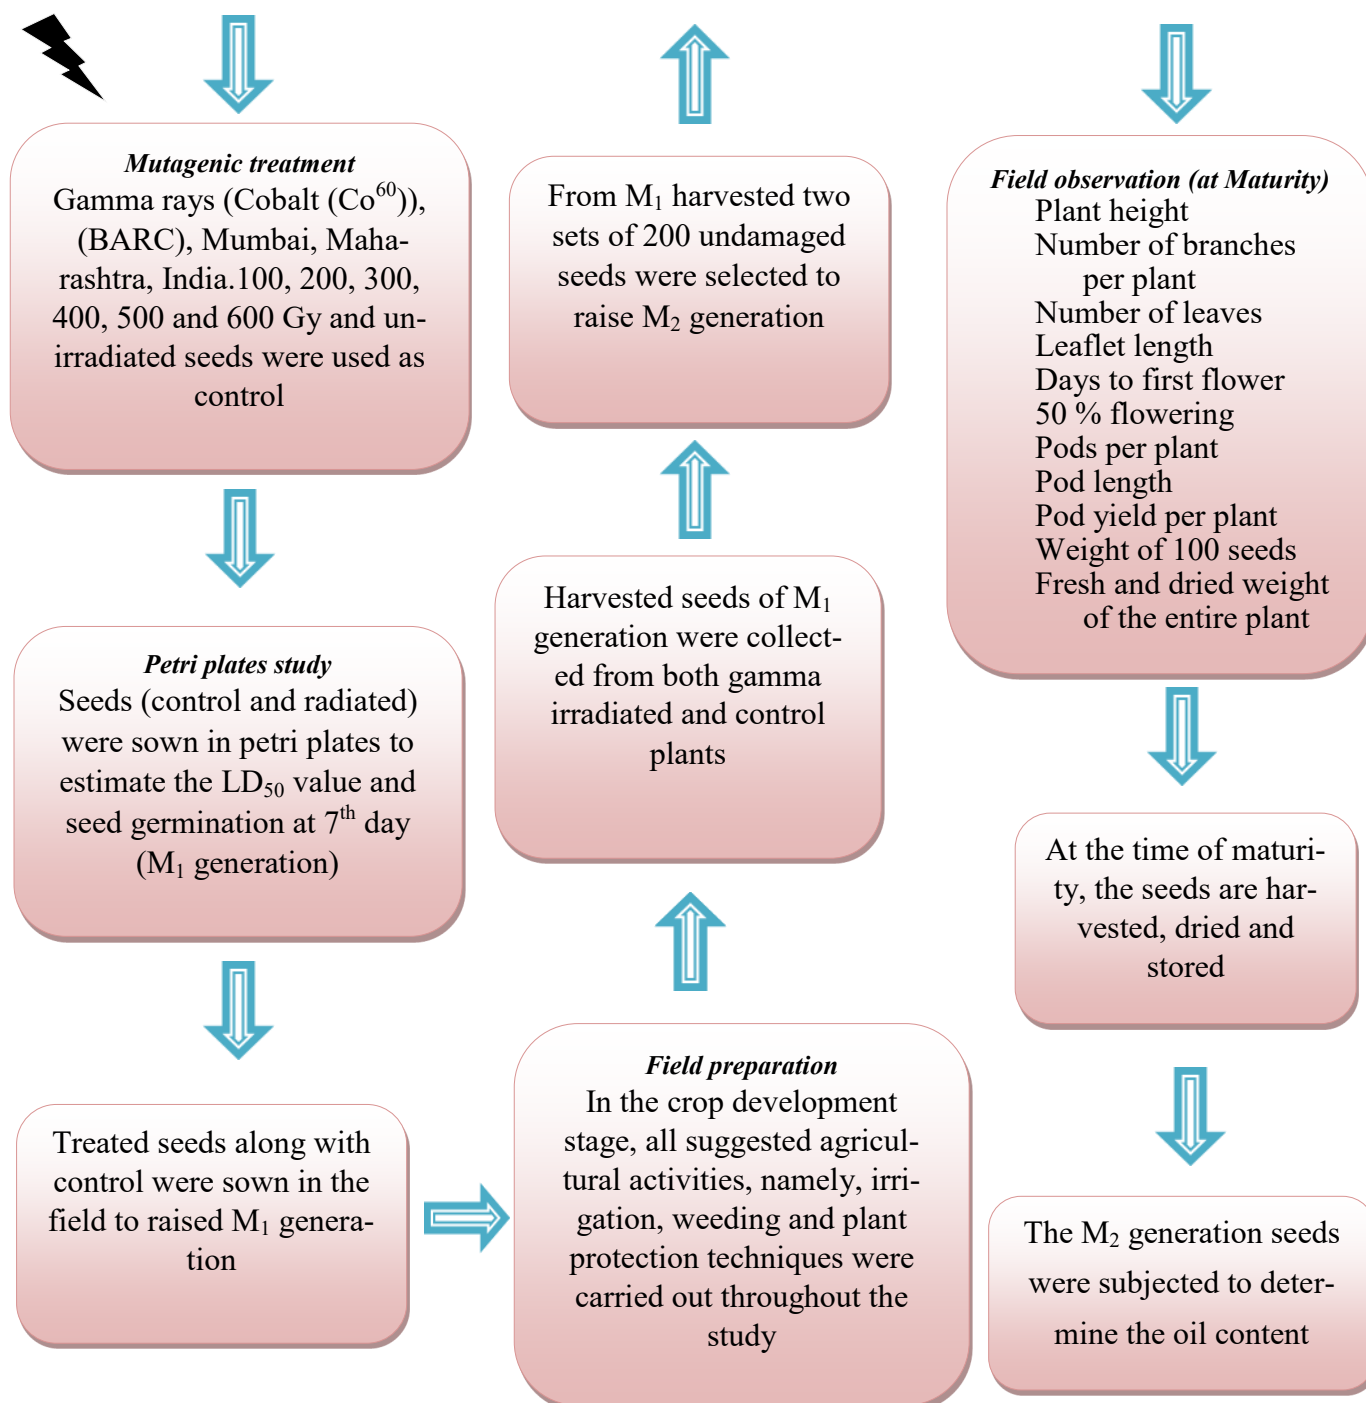 Mutagenic treatment
Gamma rays (Cobalt (Co⁶⁰)),
(BARC), Mumbai, Maha-
rashtra, India.100, 200, 300,
400, 500 and 600 Gy and un-
irradiated seeds were used as
control
Petri plates study
Seeds (control and radiated)
were sown in petri plates to
estimate the LD₅₀ value and
seed germination at 7ᵗʰ day
(M₁ generation)
Treated seeds along with
control were sown in the
field to raised M₁ genera-
tion
Field preparation
In the crop development
stage, all suggested agricul-
tural activities, namely, irri-
gation, weeding and plant
protection techniques were
carried out throughout the
study
Harvested seeds of M₁
generation were collect-
ed from both gamma
irradiated and control
plants
From M₁ harvested two
sets of 200 undamaged
seeds were selected to
raise M₂ generation
Field observation (at Maturity)
Plant height
Number of branches
per plant
Number of leaves
Leaflet length
Days to first flower
50 % flowering
Pods per plant
Pod length
Pod yield per plant
Weight of 100 seeds
Fresh and dried weight
of the entire plant
At the time of maturi-
ty, the seeds are har-
vested, dried and
stored
The M₂ generation seeds
were subjected to deter-
mine the oil content